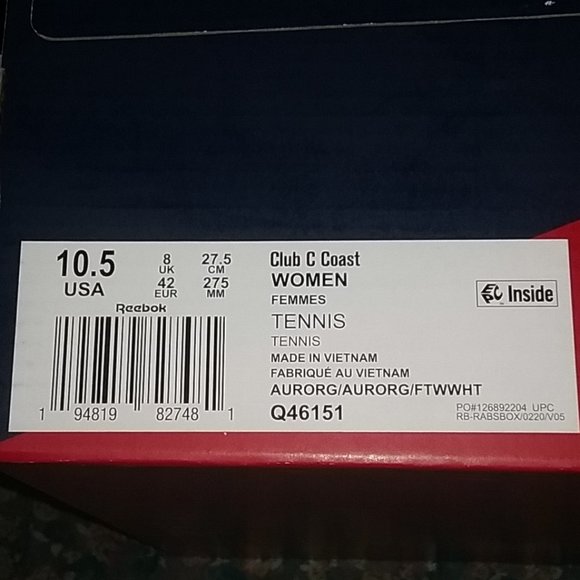 10.5
USA
8
UK
42
EUR
27.5
CM
275
MM
Reebok
1 94819 82748 1
Club C Coast
WOMEN
FEMMES
TENNIS
TENNIS
MADE IN VIETNAM
FABRIQUÉ AU VIETNAM
AURORG/AURORG/FTWWHT
Q46151
Inside
PO#126892204 UPC
RB-RABSBOX/0220/V05